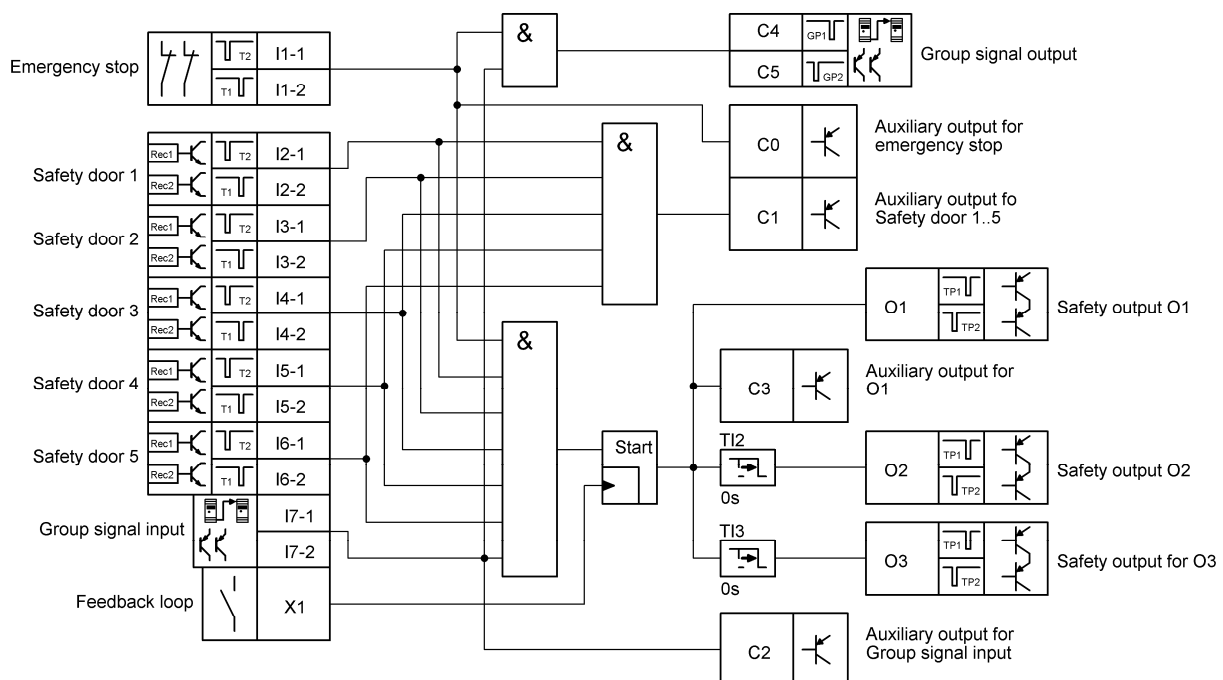 Emergency stop
T2
I1-1
T1
I1-2
Safety door 1
Rec1
T2
I2-1
Rec2
T1
I2-2
Safety door 2
Rec1
T2
I3-1
Rec2
T1
I3-2
Safety door 3
Rec1
T2
I4-1
Rec2
T1
I4-2
Safety door 4
Rec1
T2
I5-1
Rec2
T1
I5-2
Safety door 5
Rec1
T2
I6-1
Rec2
T1
I6-2
Group signal input
I7-1
I7-2
Feedback loop
X1
&
&
&
Start
C4
GP1
C5
GP2
Group signal output
C0
Auxiliary output for
emergency stop
C1
Auxiliary output fo
Safety door 1..5
O1
TP1
TP2
Safety output O1
C3
Auxiliary output for
O1
TI2
0s
O2
TP1
TP2
Safety output O2
TI3
0s
O3
TP1
TP2
Safety output for O3
C2
Auxiliary output for
Group signal input